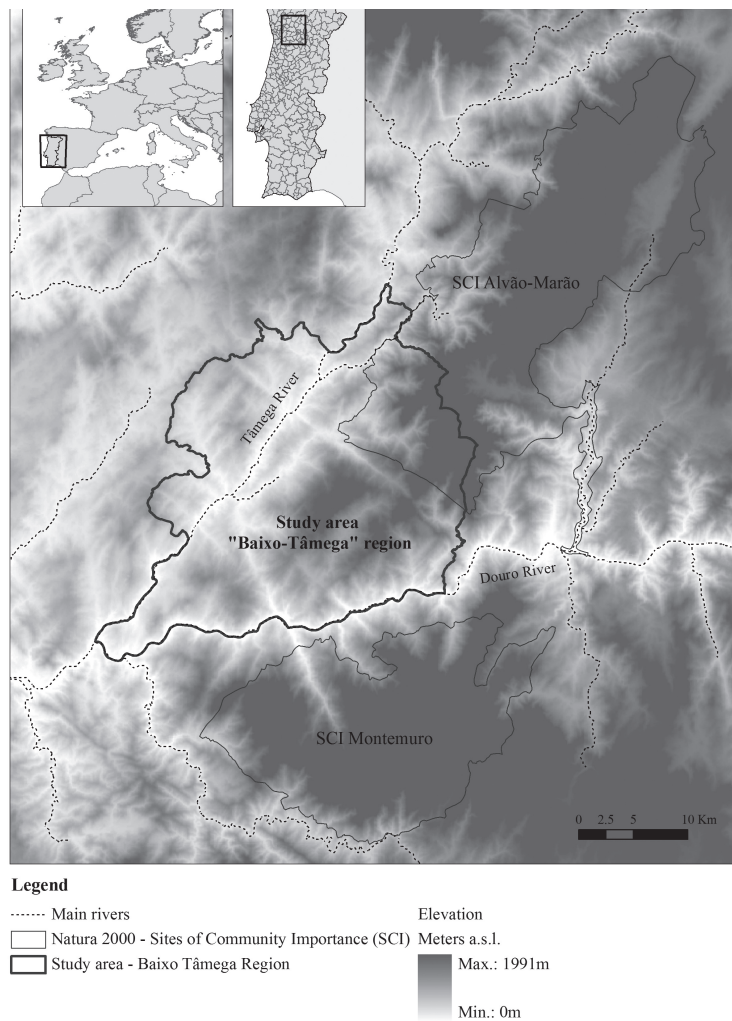 SCI Alvão-Marão
Tâmega River
Study area
"Baixo-Tâmega" region
Douro River
SCI Montemuro
0 2.5 5 10 Km
Legend
Main rivers
Natura 2000 - Sites of Community Importance (SCI)
Study area - Baixo Tâmega Region
Elevation
Meters a.s.l.
Max.: 1991m
Min.: 0m